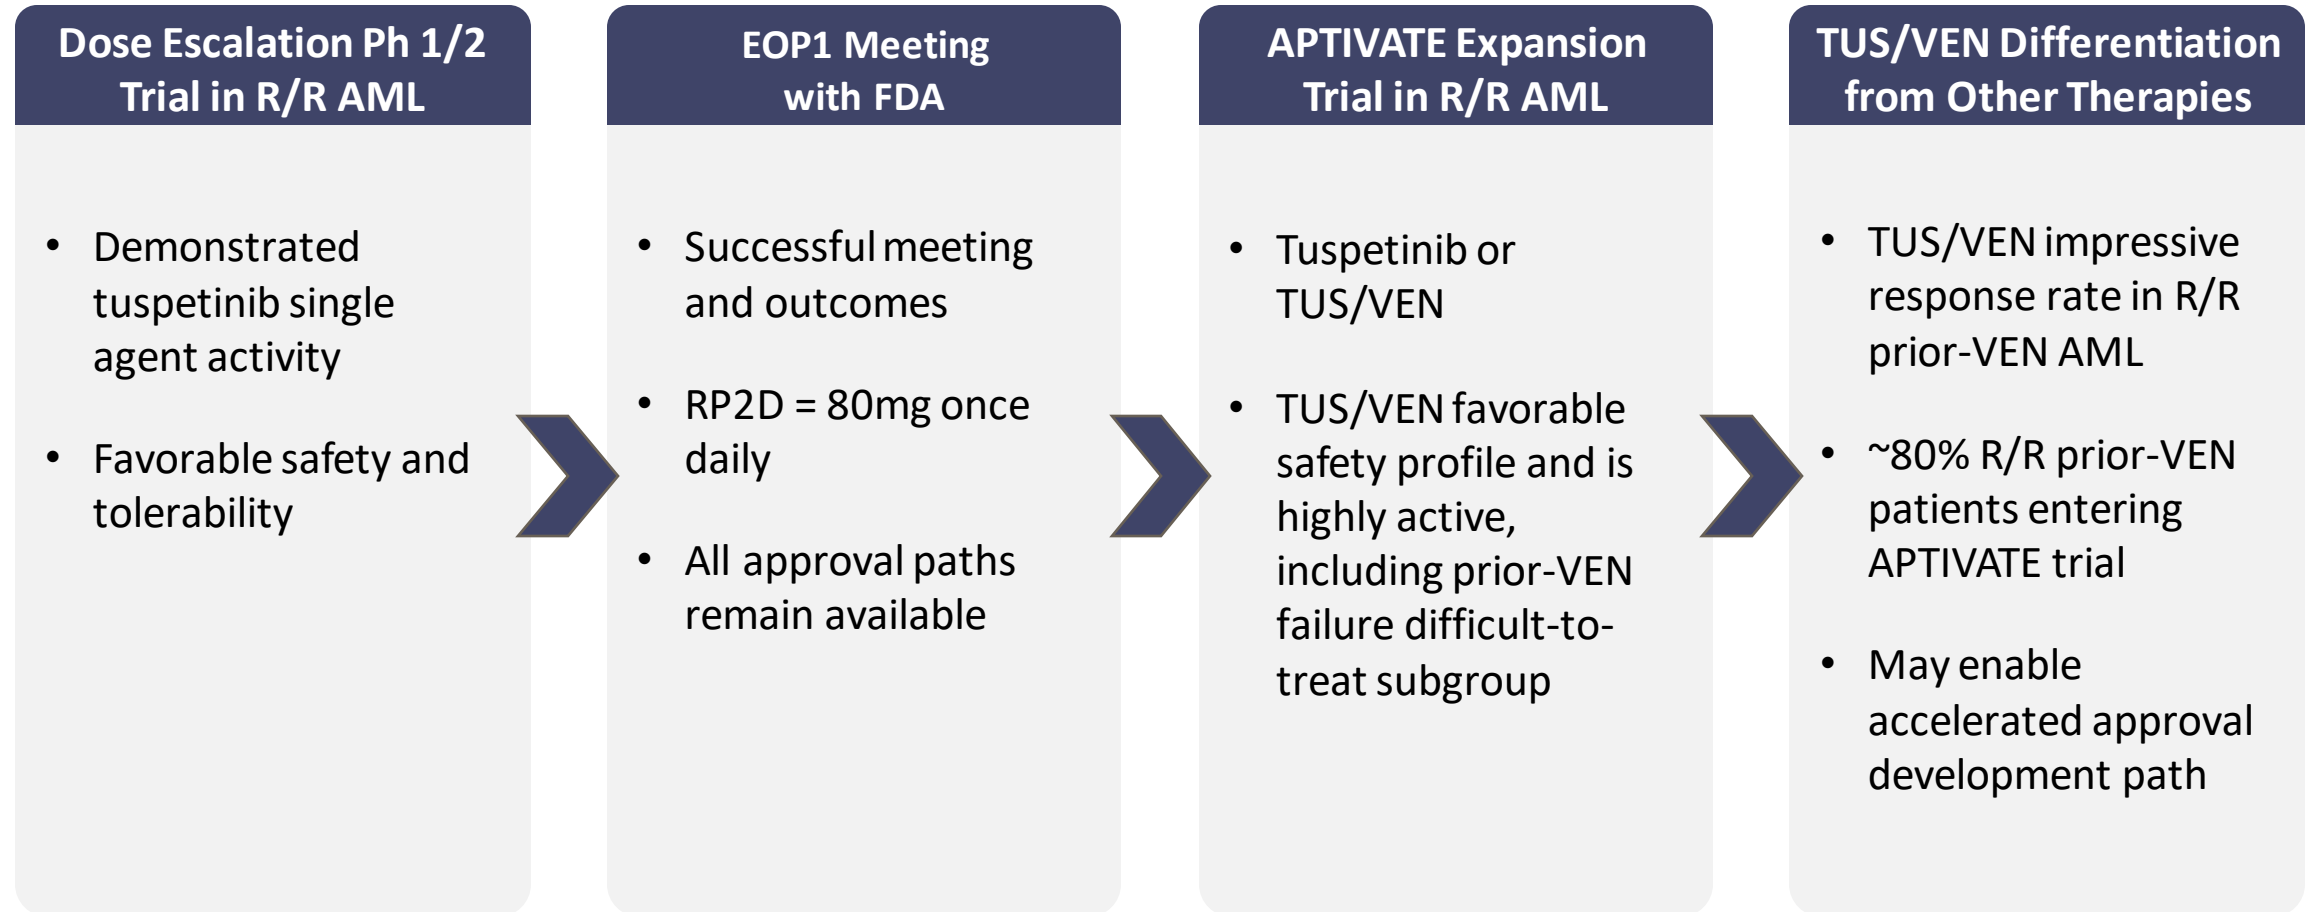 Dose Escalation Ph 1/2
Trial in R/R AML
• Demonstrated
tuspetinib single
agent activity
• Favorable safety and
tolerability
EOP1 Meeting
with FDA
• Successful meeting
and outcomes
• RP2D = 80mg once
daily
• All approval paths
remain available
APTIVATE Expansion
Trial in R/R AML
• Tuspetinib or
TUS/VEN
• TUS/VEN favorable
safety profile and is
highly active,
including prior-VEN
failure difficult-to-
treat subgroup
TUS/VEN Differentiation
from Other Therapies
• TUS/VEN impressive
response rate in R/R
prior-VEN AML
• ~80% R/R prior-VEN
patients entering
APTIVATE trial
• May enable
accelerated approval
development path